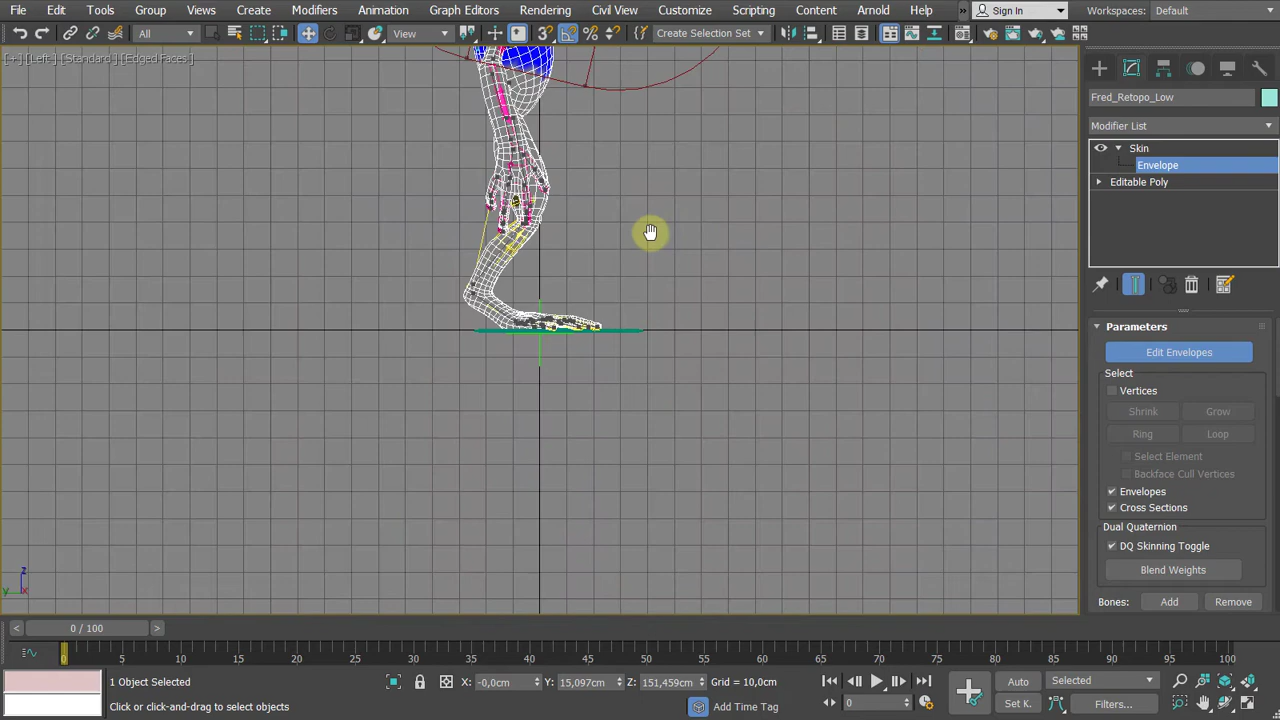 File Edit Tools Group Views Create Modifiers Animation Graph Editors Rendering Civil View Customize Scripting Content Arnold Help » Sign In Workspaces: Default
All View Create Selection Set
[+] [Left] [Standard] [Edged Faces]
Fred_Retopo_Low
Modifier List
Skin
Envelope
Editable Poly
Parameters
Edit Envelopes
Select
Vertices
Shrink Grow
Ring Loop
Select Element
Backface Cull Vertices
Envelopes
Cross Sections
Dual Quaternion
DQ Skinning Toggle
Blend Weights
Bones: Add Remove
z
y x
< 0 / 100 >
0 5 10 15 20 25 30 35 40 45 50 55 60 65 70 75 80 85 90 95 100
1 Object Selected X: -0,0cm Y: 15,097cm Z: 151,459cm Grid = 10,0cm Auto Selected
Click or click-and-drag to select objects Add Time Tag 0 Set K. Filters...